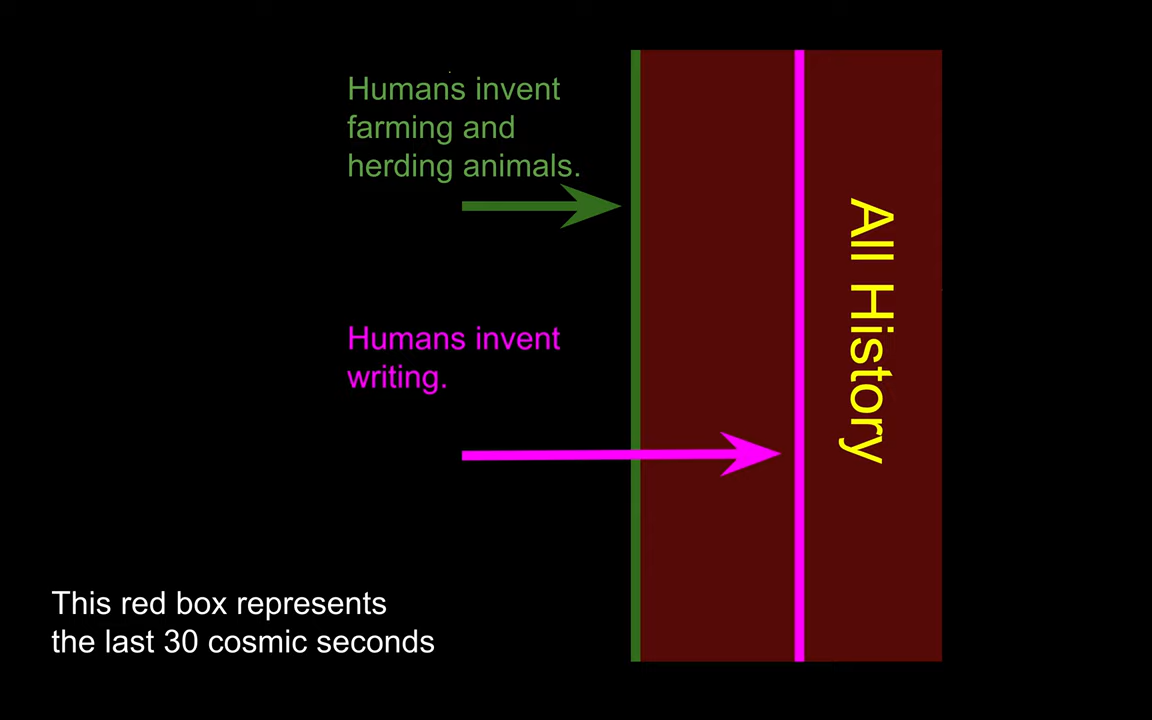 Humans invent
farming and
herding animals.
All History
Humans invent
writing.
This red box represents
the last 30 cosmic seconds